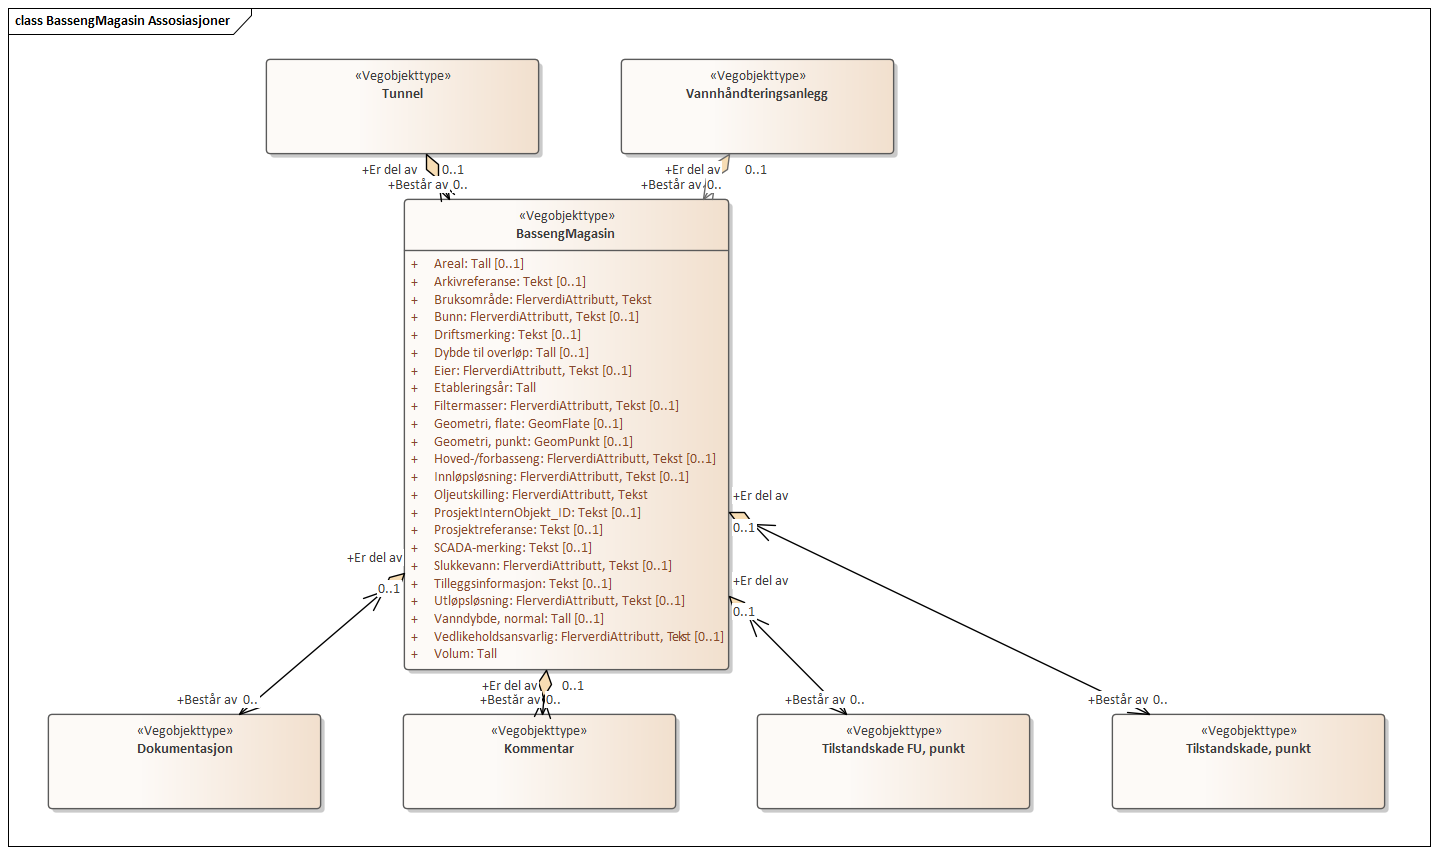 class BassengMagasin Assosiasjoner
«Vegobjekttype»
Tunnel
«Vegobjekttype»
Vannhåndteringsanlegg
+Er del av
0..1
+Består av 0..
+Er del av
0..1
+Består av 0..
«Vegobjekttype»
BassengMagasin
+ Areal: Tall [0..1]
+ Arkivreferanse: Tekst [0..1]
+ Bruksområde: FlerverdiAttributt, Tekst
+ Bunn: FlerverdiAttributt, Tekst [0..1]
+ Driftsmerking: Tekst [0..1]
+ Dybde til overløp: Tall [0..1]
+ Eier: FlerverdiAttributt, Tekst [0..1]
+ Etableringsår: Tall
+ Filtermasser: FlerverdiAttributt, Tekst [0..1]
+ Geometri, flate: GeomFlate [0..1]
+ Geometri, punkt: GeomPunkt [0..1]
+ Hoved-/forbasseng: FlerverdiAttributt, Tekst [0..1]
+ Innløpsløsning: FlerverdiAttributt, Tekst [0..1]
+ Oljeutskilling: FlerverdiAttributt, Tekst
+ ProsjektInternObjekt_ID: Tekst [0..1]
+ Prosjektreferanse: Tekst [0..1]
+ SCADA-merking: Tekst [0..1]
+ Slukkevann: FlerverdiAttributt, Tekst [0..1]
+ Tilleggsinformasjon: Tekst [0..1]
+ Utløpsløsning: FlerverdiAttributt, Tekst [0..1]
+ Vanndybde, normal: Tall [0..1]
+ Vedlikeholdsansvarlig: FlerverdiAttributt, Tekst [0..1]
+ Volum: Tall
+Er del av
0..1
+Er del av
0..1
+Er del av
0..1
+Er del av
0..1
+Består av 0..
+Består av 0..
+Består av 0..
+Består av 0..
«Vegobjekttype»
Dokumentasjon
«Vegobjekttype»
Kommentar
«Vegobjekttype»
Tilstandskade FU, punkt
«Vegobjekttype»
Tilstandskade, punkt